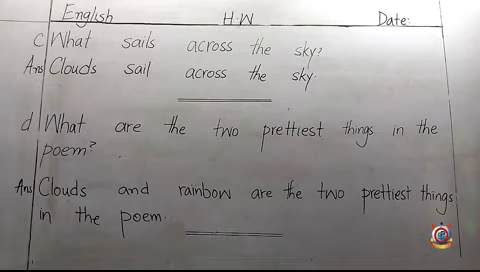 English H.W Date:
c What sails across the sky?
Ans Clouds sail across the sky.
d What are the two prettiest things in the
poem?
Ans Clouds and rainbow are the two prettiest things
in the poem.